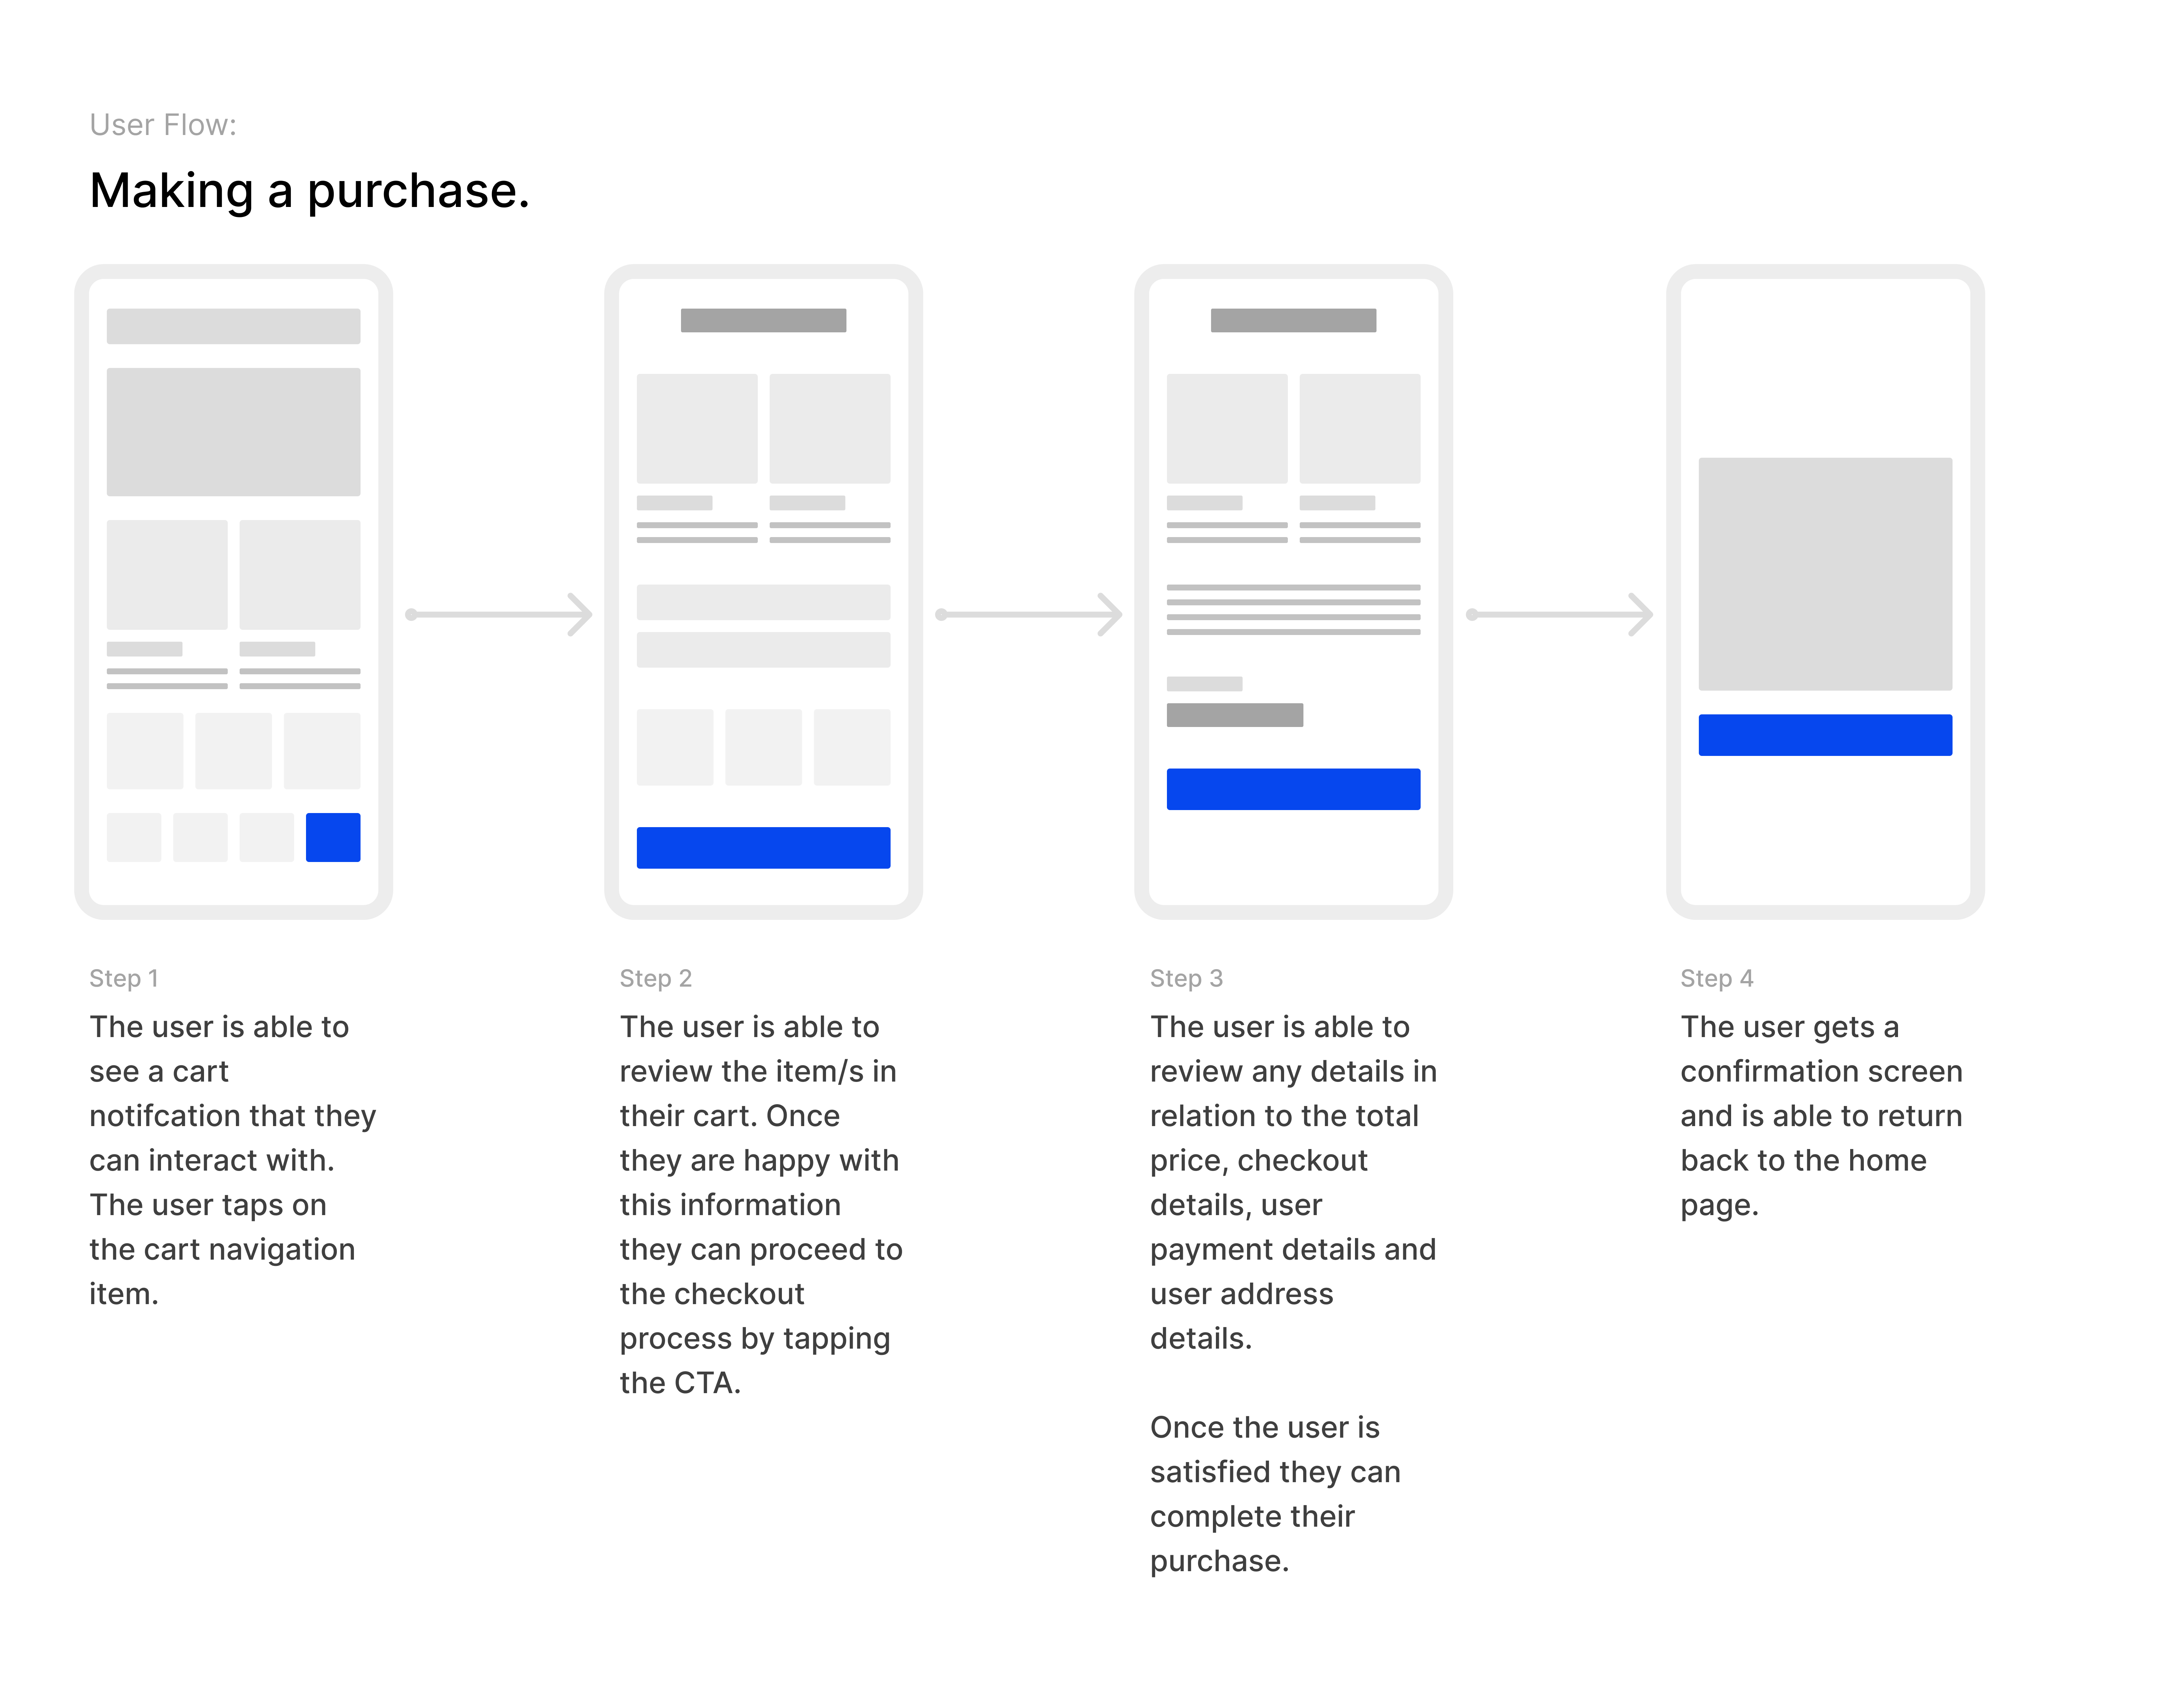 User Flow:
Making a purchase.
Step 1
The user is able to
see a cart
notifcation that they
can interact with.
The user taps on
the cart navigation
item.
Step 2
The user is able to
review the item/s in
their cart. Once
they are happy with
this information
they can proceed to
the checkout
process by tapping
the CTA.
Step 3
The user is able to
review any details in
relation to the total
price, checkout
details, user
payment details and
user address
details.
Once the user is
satisfied they can
complete their
purchase.
Step 4
The user gets a
confirmation screen
and is able to return
back to the home
page.